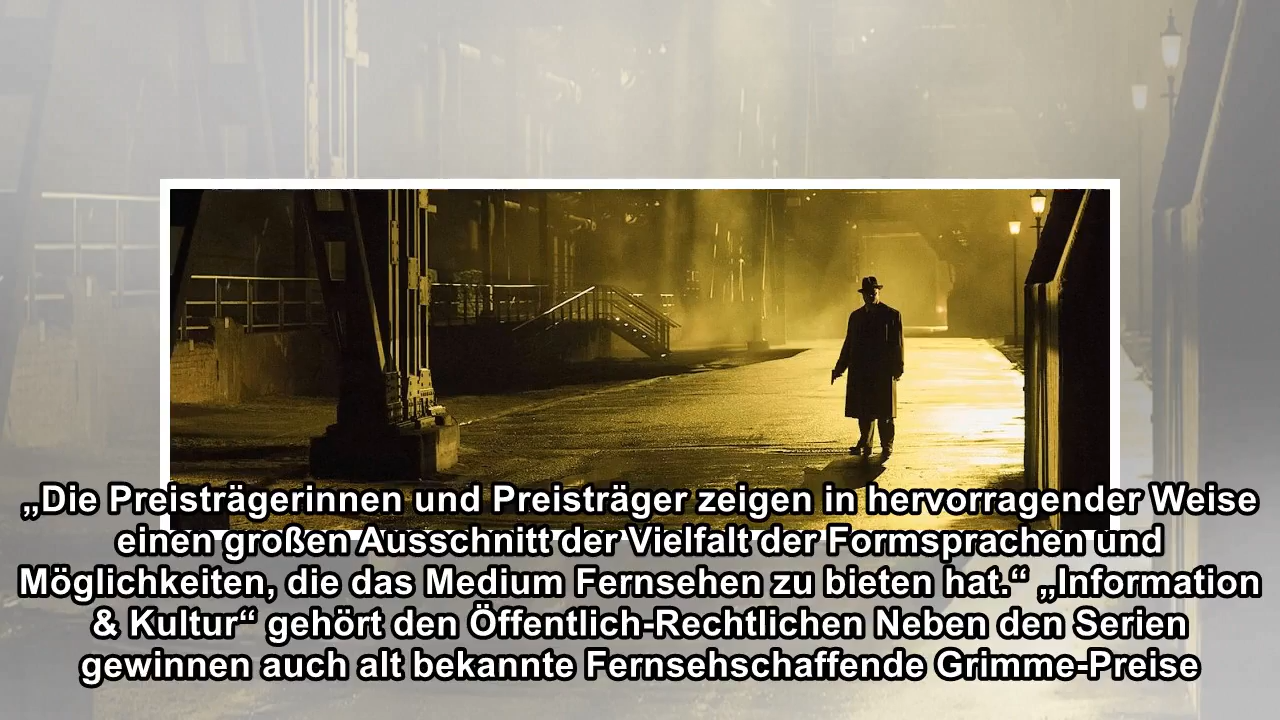 „Die Preisträgerinnen und Preisträger zeigen in hervorragender Weise
einen großen Ausschnitt der Vielfalt der Formsprachen und
Möglichkeiten, die das Medium Fernsehen zu bieten hat.“ „Information
& Kultur“ gehört den Öffentlich-Rechtlichen Neben den Serien
gewinnen auch alt bekannte Fernsehschaffende Grimme-Preise